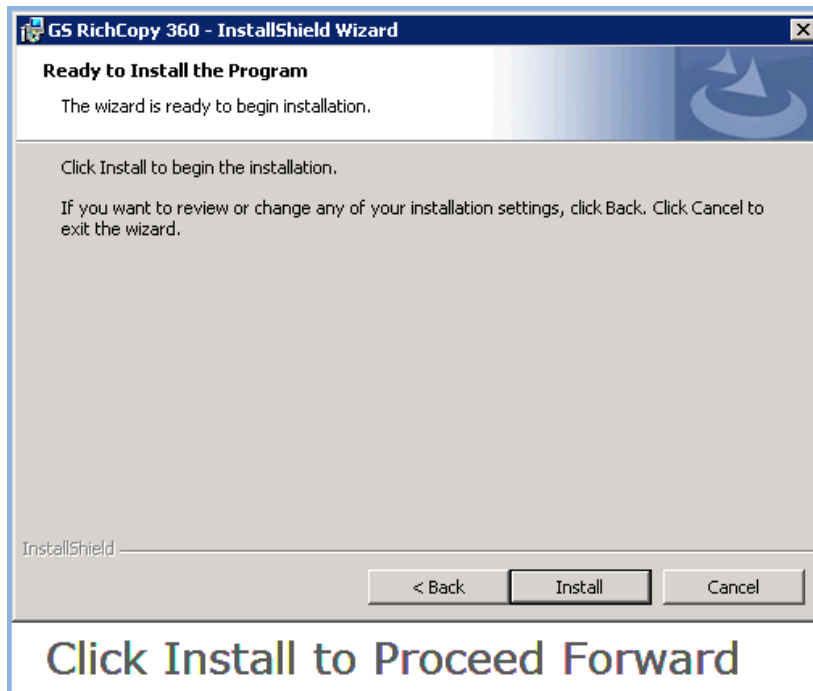 GS RichCopy 360 - InstallShield Wizard
Ready to Install the Program
The wizard is ready to begin installation.
Click Install to begin the installation.
If you want to review or change any of your installation settings, click Back. Click Cancel to
exit the wizard.
InstallShield
< Back Install Cancel
Click Install to Proceed Forward